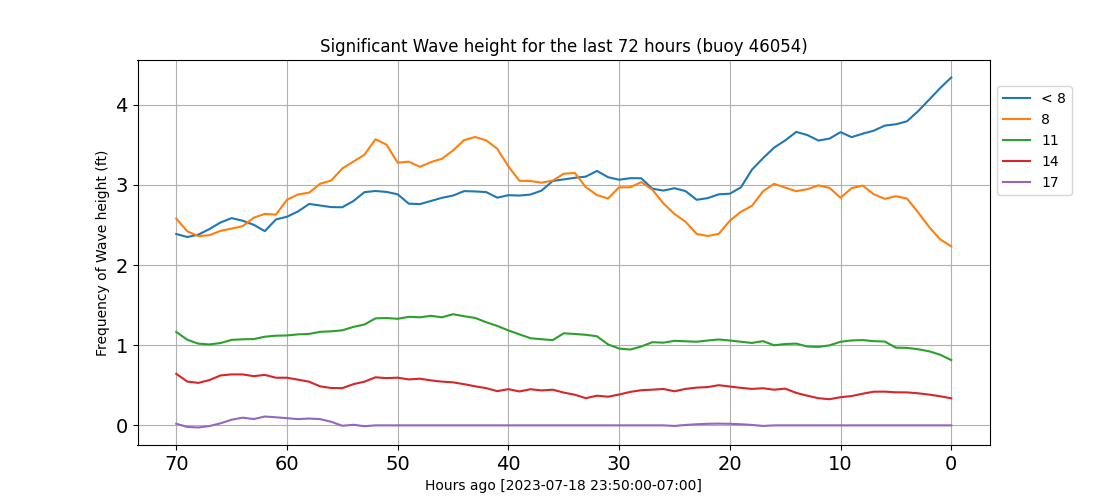 Significant Wave height for the last 72 hours (buoy 46054)
Frequency of Wave height (ft)
4
3
2
1
0
70 60 50 40 30 20 10 0
Hours ago [2023-07-18 23:50:00-07:00]
< 8
8
11
14
17